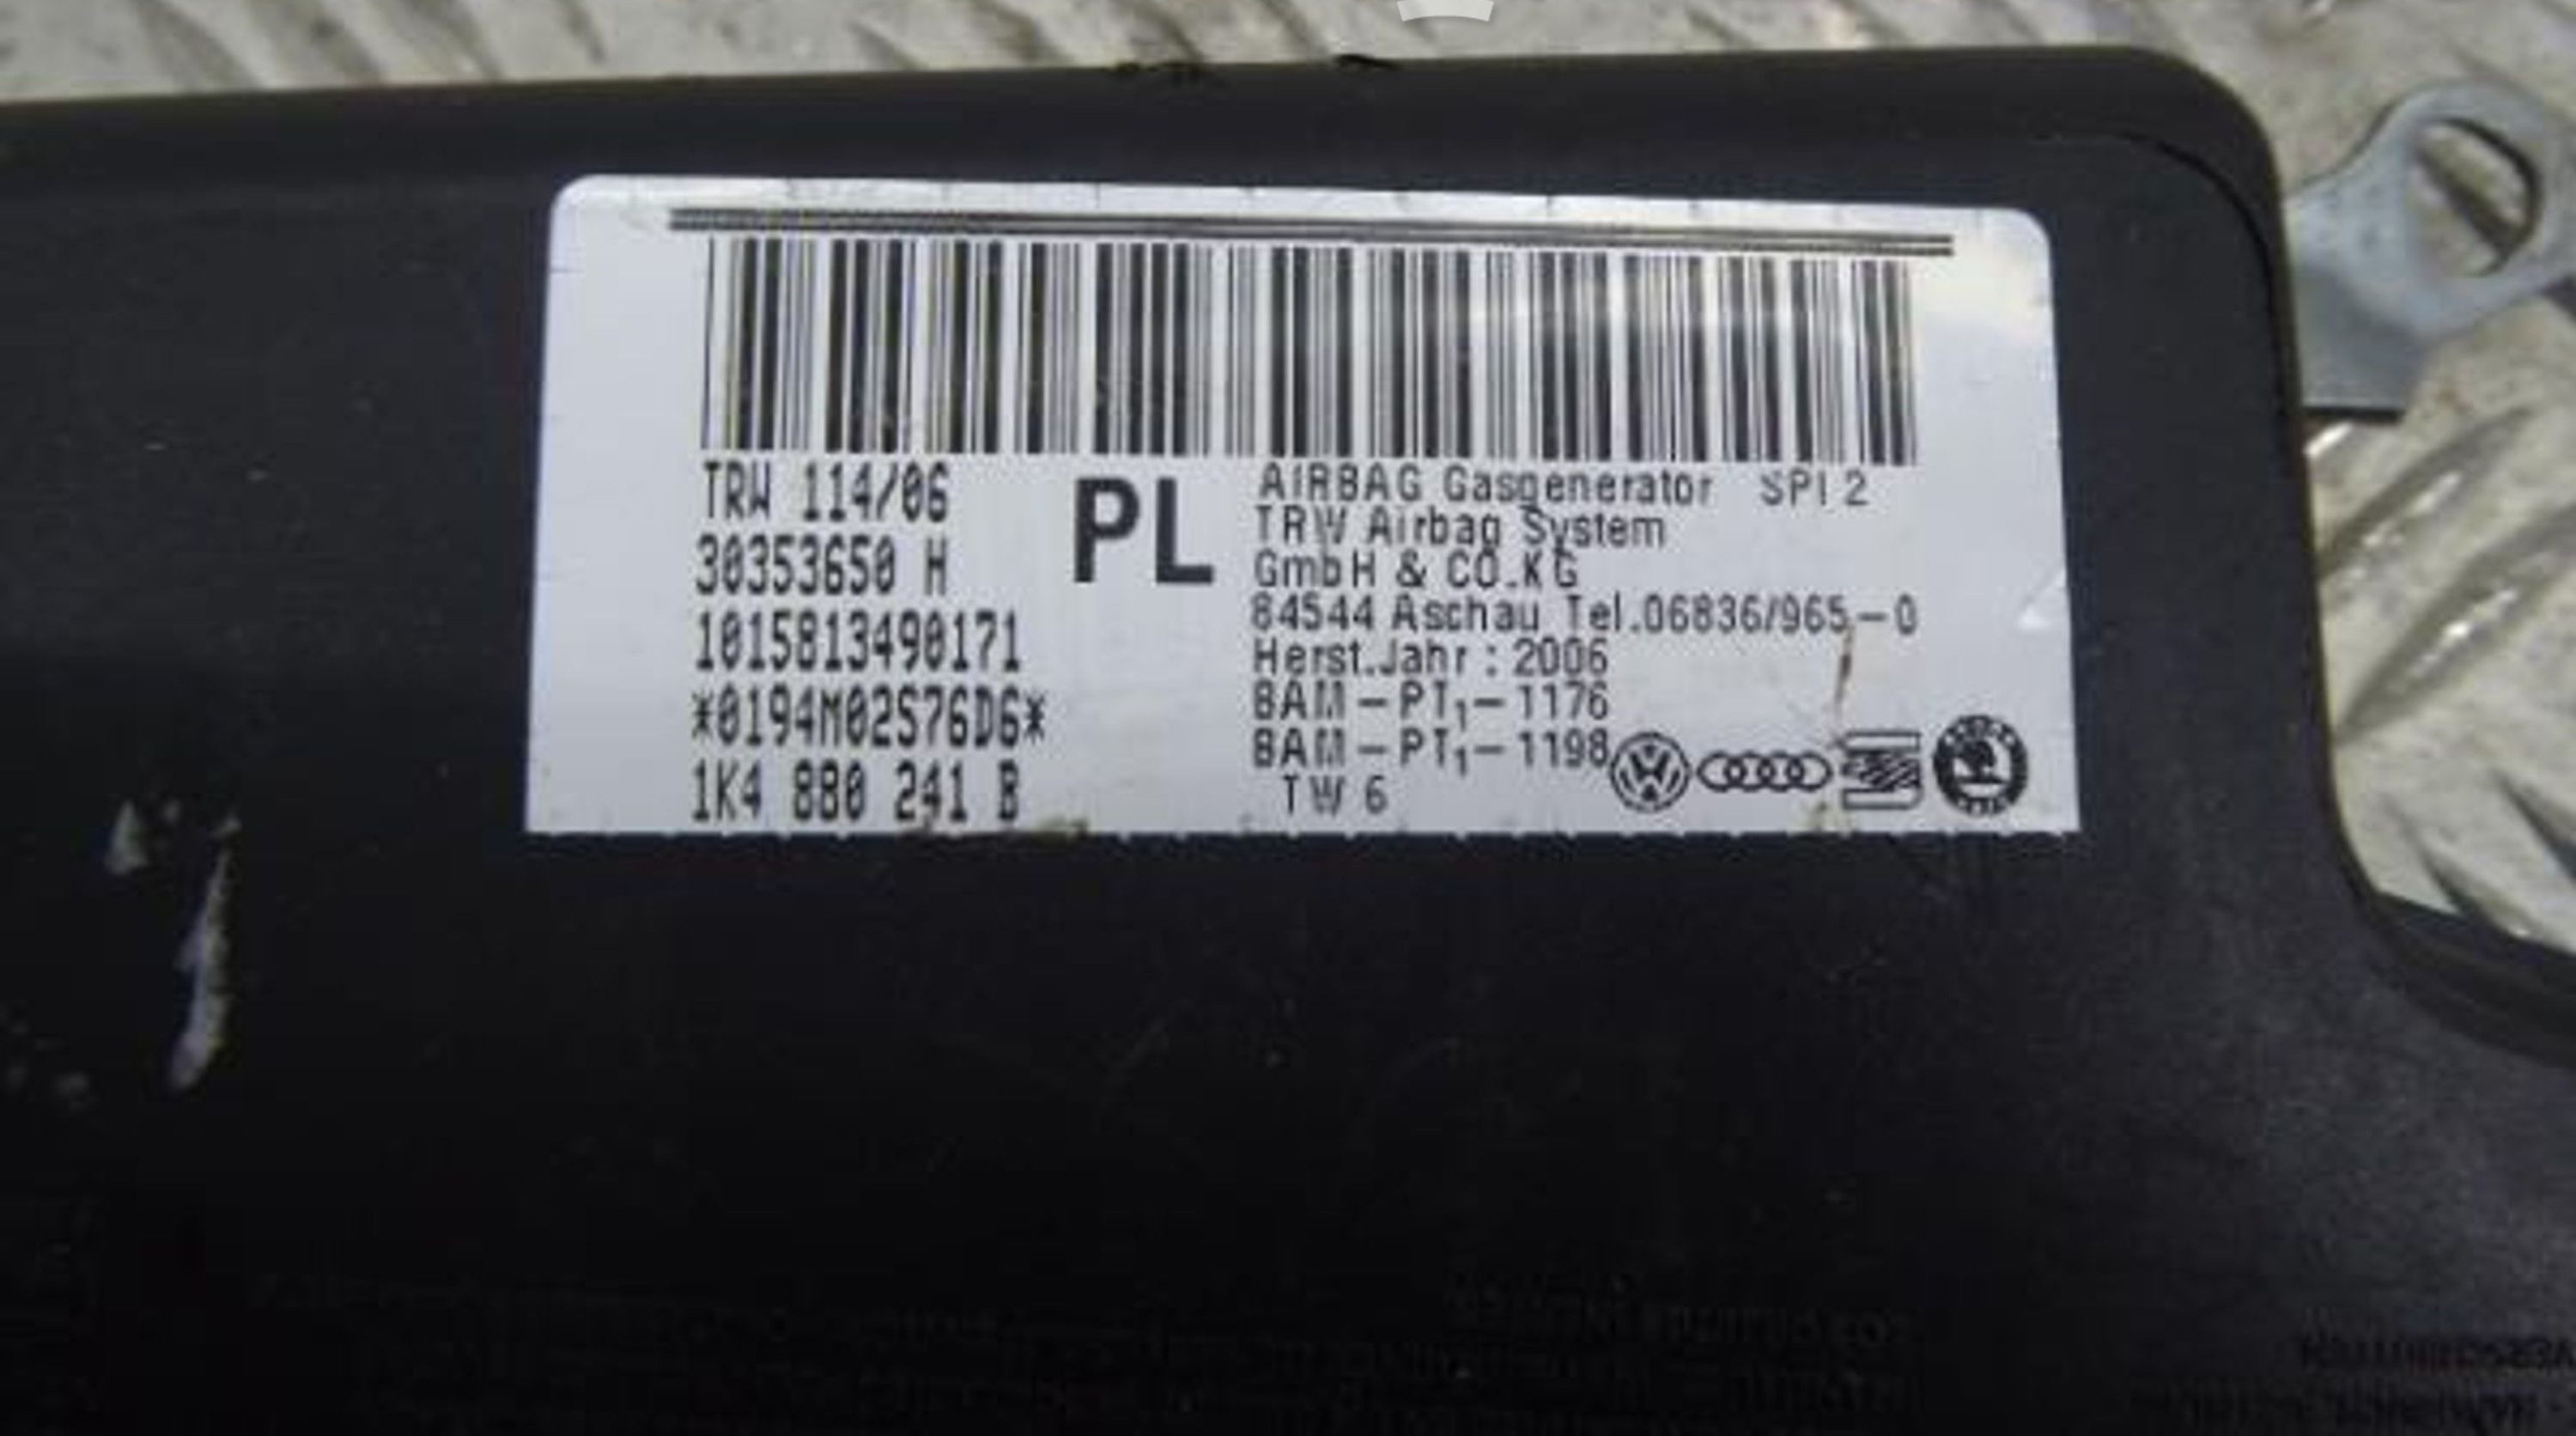 TRW 114/06
30353650 H
1015813490171
*0194M02S76D6*
1K4 880 241 B
PL
AIRBAG Gasgenerator SPI 2
TRW Airbag System
GmbH & CO.KG
84544 Aschau Tel.06836/965-0
Herst.Jahr : 2006
BAM-PT1-1176
BAM-PT1-1198
TW 6